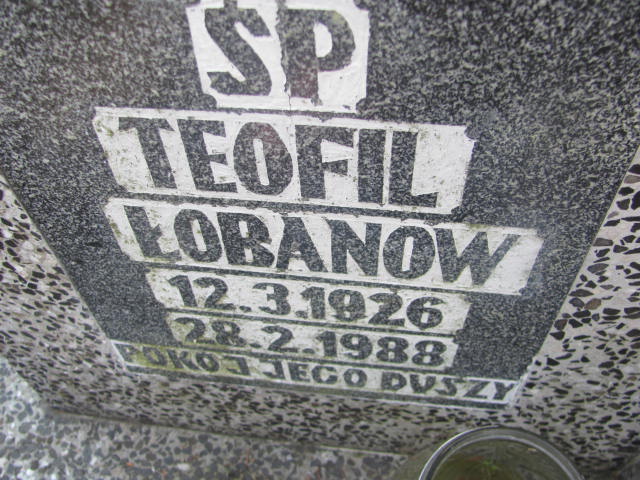 ŚP
TEOFIL
ŁOBANOW
12.3.1926
28.2.1988
POKÓJ JEGO DUSZY